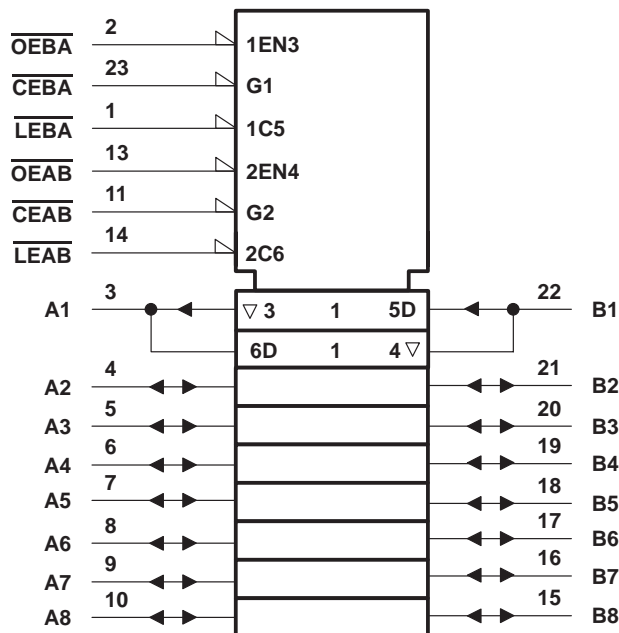 OEBA 2 1EN3
CEBA 23 G1
LEBA 1 1C5
OEAB 13 2EN4
CEAB 11 G2
LEAB 14 2C6
A1 3 ▽ 3 1 5D 22 B1
6D 1 4 ▽
A2 4 21 B2
A3 5 20 B3
A4 6 19 B4
A5 7 18 B5
A6 8 17 B6
A7 9 16 B7
A8 10 15 B8